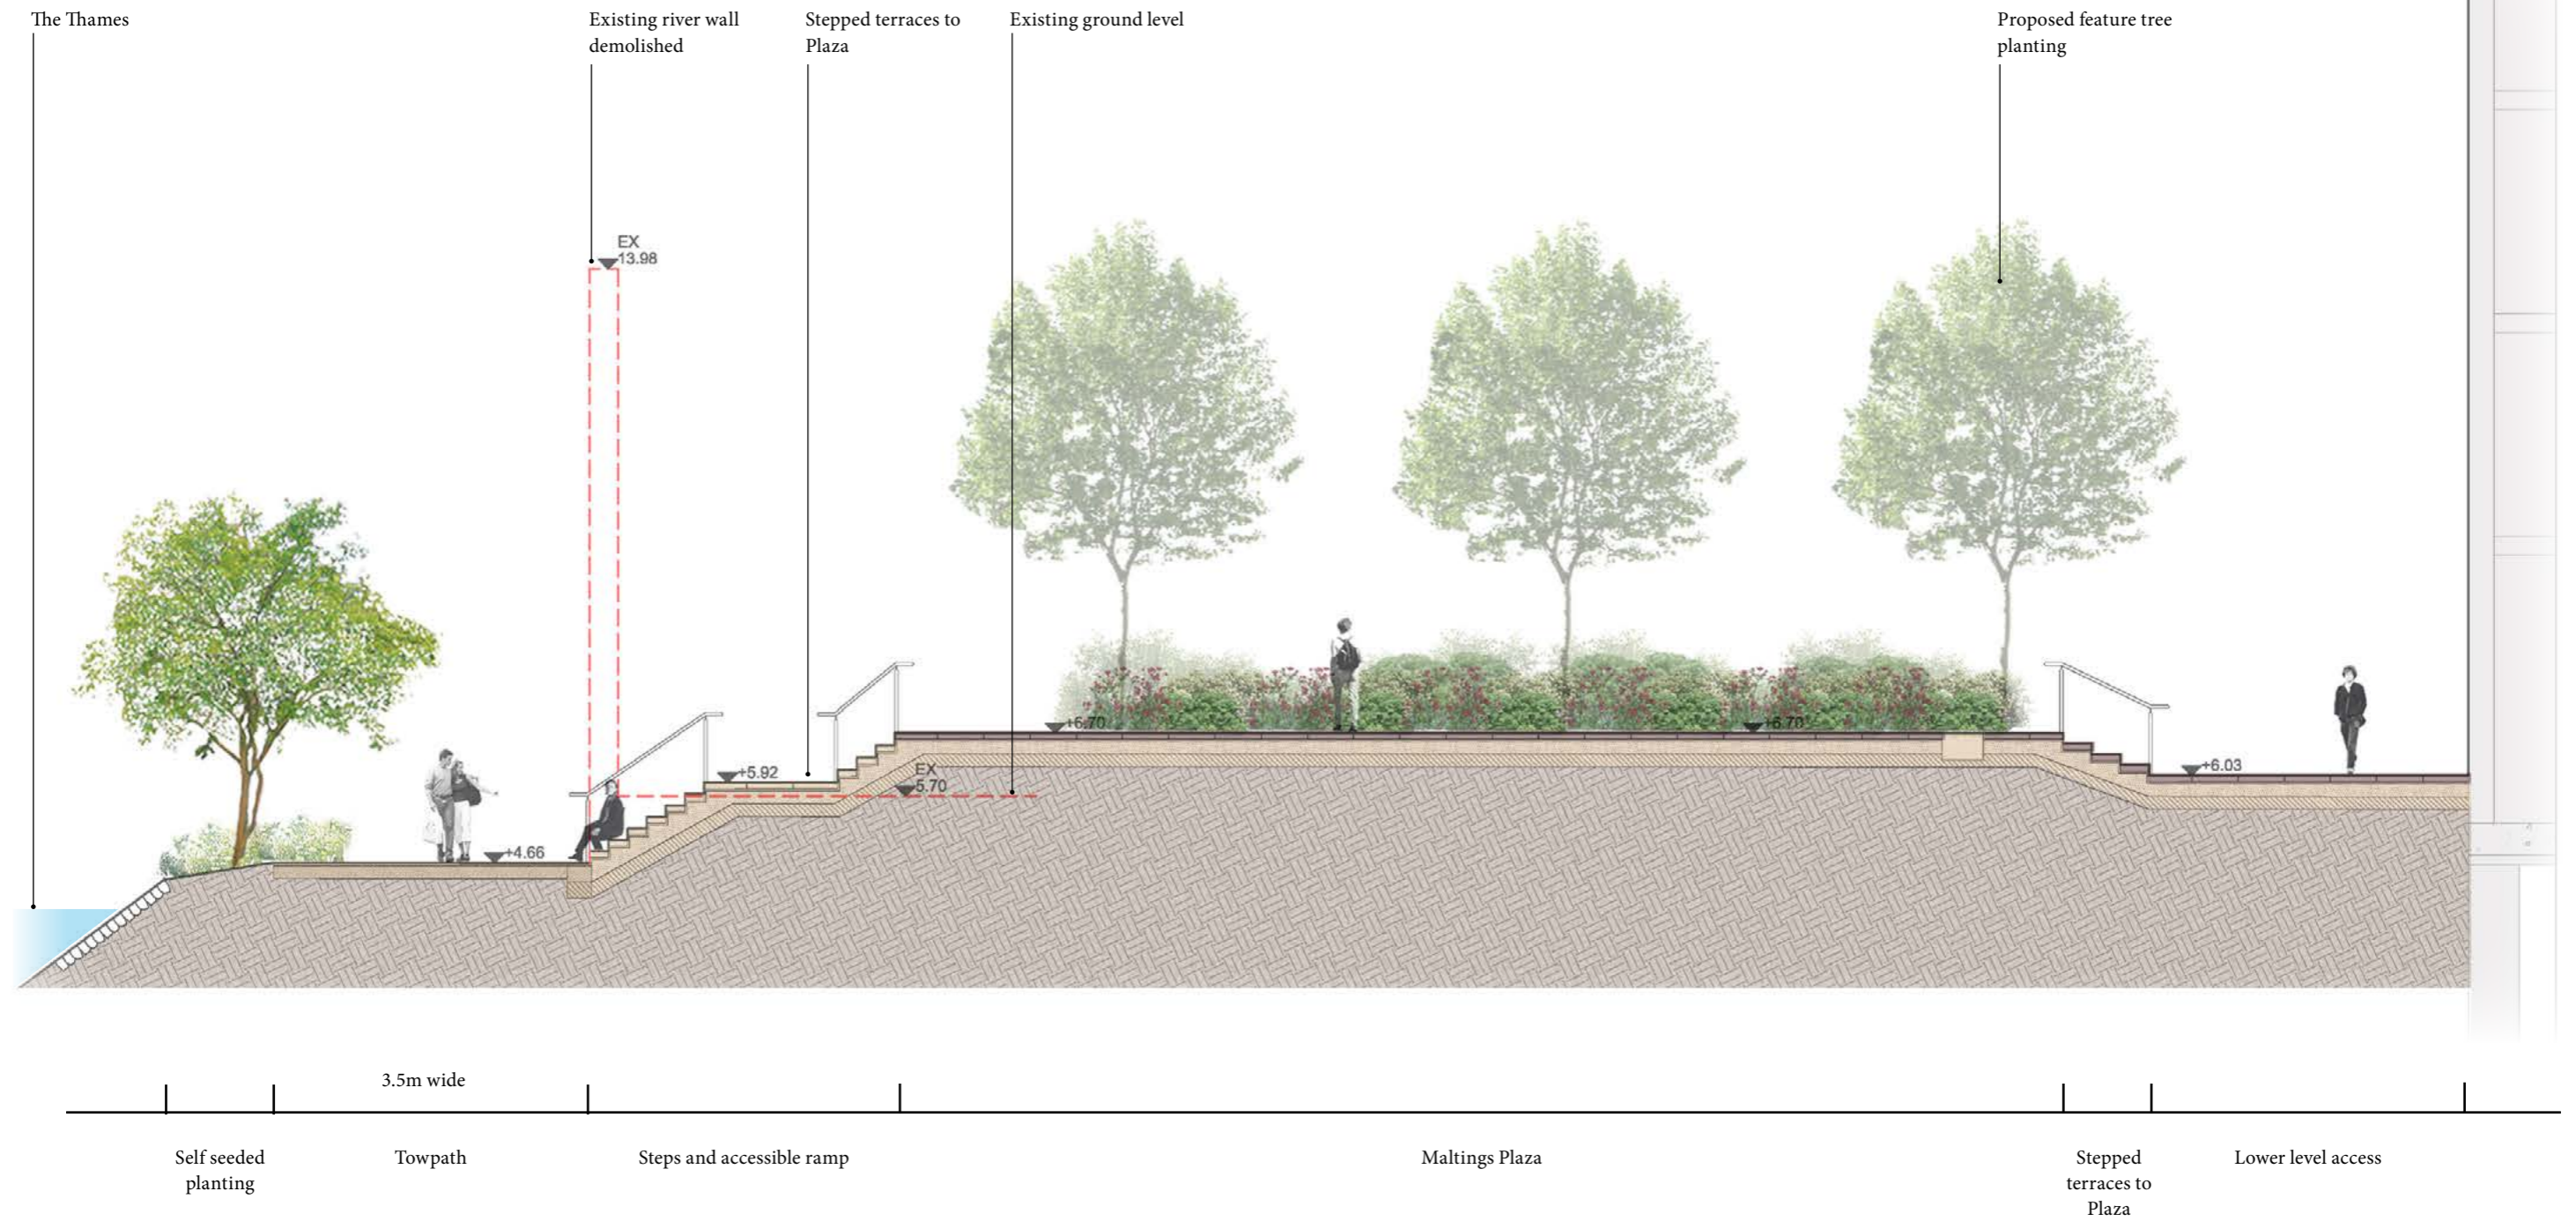 The Thames
Existing river wall
demolished
Stepped terraces to
Plaza
Existing ground level
Proposed feature tree
planting
EX
13.98
+6.70
+6.70
+5.92
EX
5.70
+6.03
+4.66
3.5m wide
Self seeded
planting
Towpath
Steps and accessible ramp
Maltings Plaza
Stepped
terraces to
Plaza
Lower level access